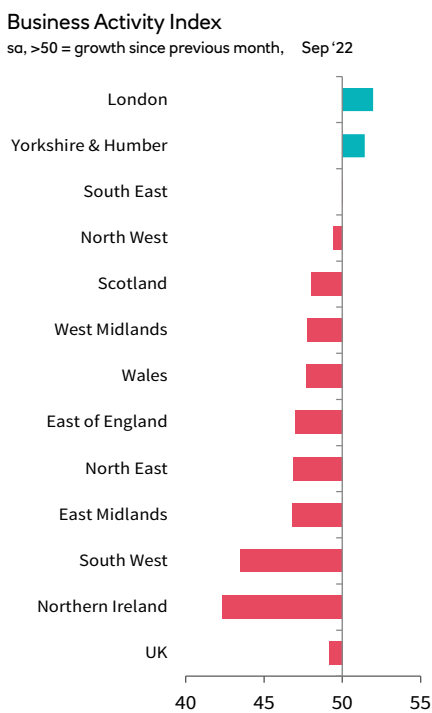 Business Activity Index
sa, >50 = growth since previous month, Sep ‘22
London
Yorkshire & Humber
South East
North West
Scotland
West Midlands
Wales
East of England
North East
East Midlands
South West
Northern Ireland
UK
40 45 50 55